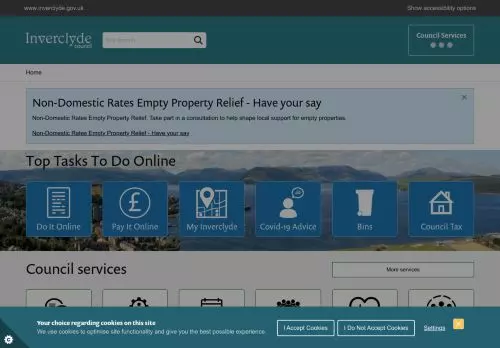 www.inverclyde.gov.uk
Show accessibility options
Inverclyde
council
Council Services
Home
Non-Domestic Rates Empty Property Relief - Have your say
Non-Domestic Rates Empty Property Relief. Take part in a consultation to help shape local support for empty properties.
Non-Domestic Rates Empty Property Relief - Have your say
Top Tasks To Do Online
Do It Online
Pay It Online
My Inverclyde
Covid-19 Advice
Bins
Council Tax
Council services
More services
Your choice regarding cookies on this site
We use cookies to optimise site functionality and give you the best possible experience.
I Accept Cookies
I Do Not Accept Cookies
Settings